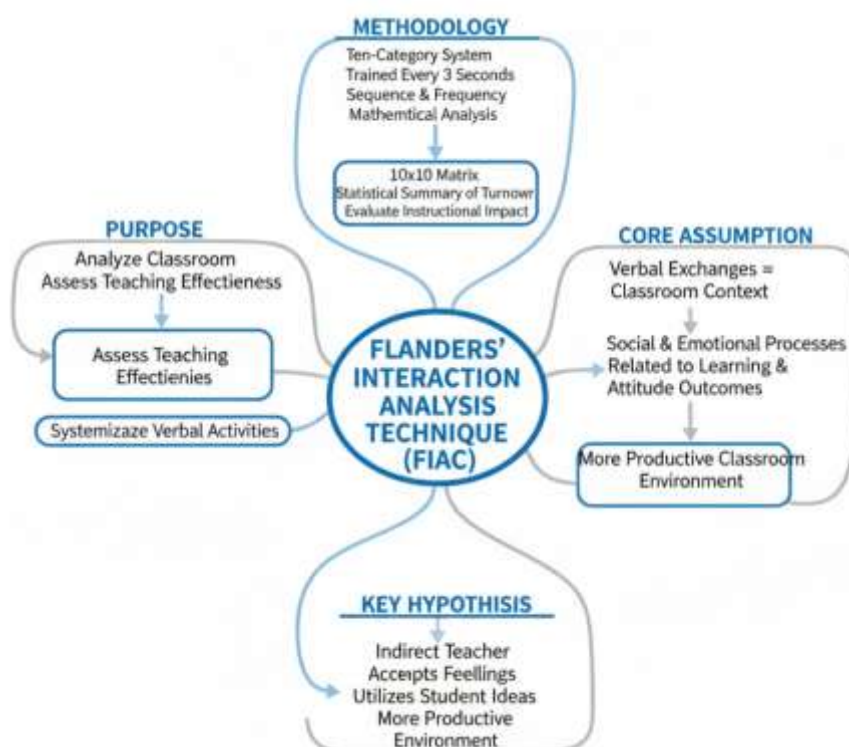 METHODOLOGY
Ten-Category System
Trained Every 3 Seconds
Sequence & Frequency
Mathemtical Analysis
10x10 Matrix
Statistical Summary of Turnowr
Evaluate Instructional Impact
PURPOSE
Analyze Classroom
Assess Teaching Effectieness
Assess Teaching
Effectienies
Systemizaze Verbal Activities
FLANDERS'
INTERACTION
ANALYSIS
TECHNIQUE
(FIAC)
CORE ASSUMPTION
Verbal Exchanges =
Classroom Context
Social & Emotional Processes
Related to Learning &
Attitude Outcomes
More Productive Classroom
Environment
KEY HYPOTHISIS
Indirect Teacher
Accepts Feellings
Utilizes Student Ideas
More Productive
Environment